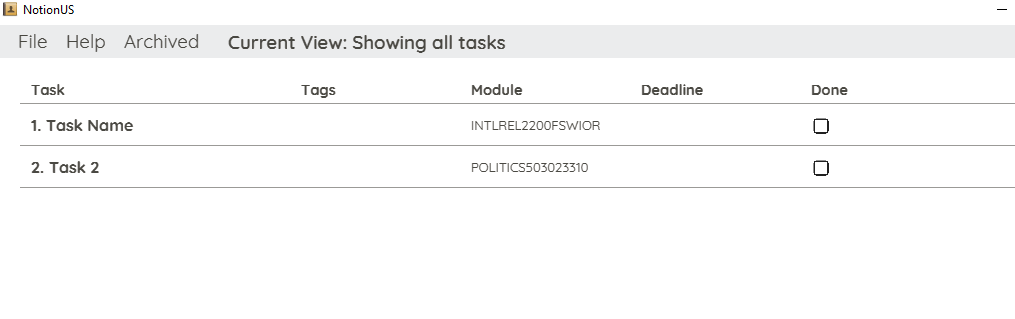 NotionUS
File Help Archived Current View: Showing all tasks
Task Tags Module Deadline Done
1. Task Name INTLREL2200FSWIOR
2. Task 2 POLITICS503023310